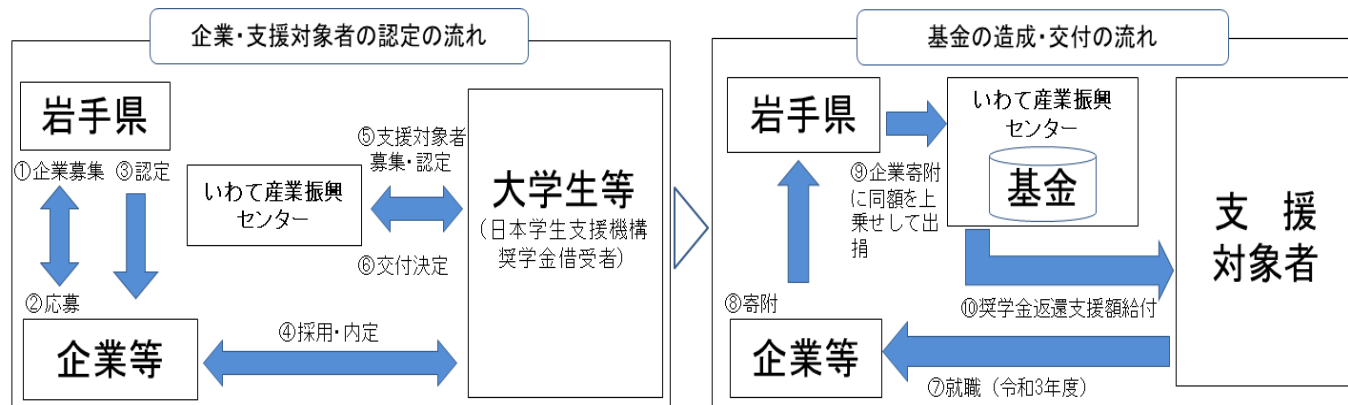 企業・支援対象者の認定の流れ
岩手県
①企業募集
③認定
いわて産業振興
センター
⑤支援対象者
募集・認定
⑥交付決定
大学生等
（日本学生支援機構
奨学金借受者）
②応募
企業等
④採用・内定
基金の造成・交付の流れ
岩手県
いわて産業振興
センター
基金
⑨企業寄附
に同額を上
乗せして出
捐
支　援
対象者
⑧寄附
⑩奨学金返還支援額給付
企業等
⑦就職（令和3年度）